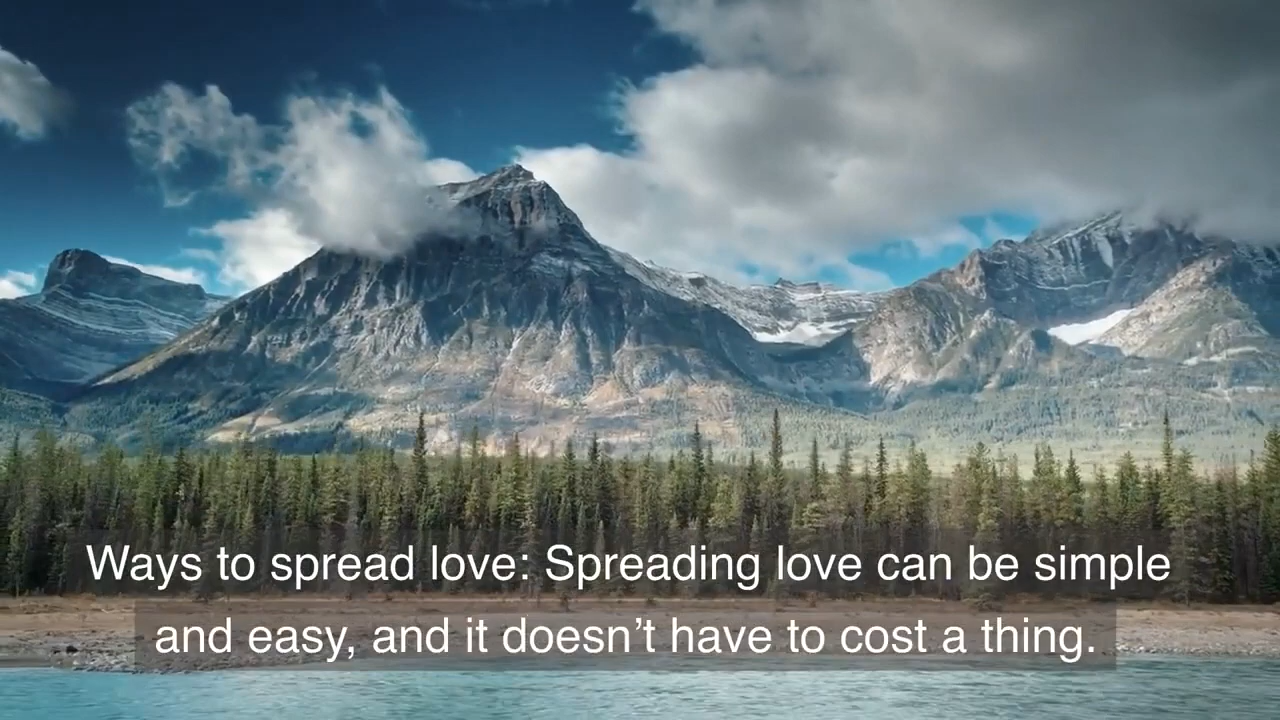 Ways to spread love: Spreading love can be simple
and easy, and it doesn’t have to cost a thing.